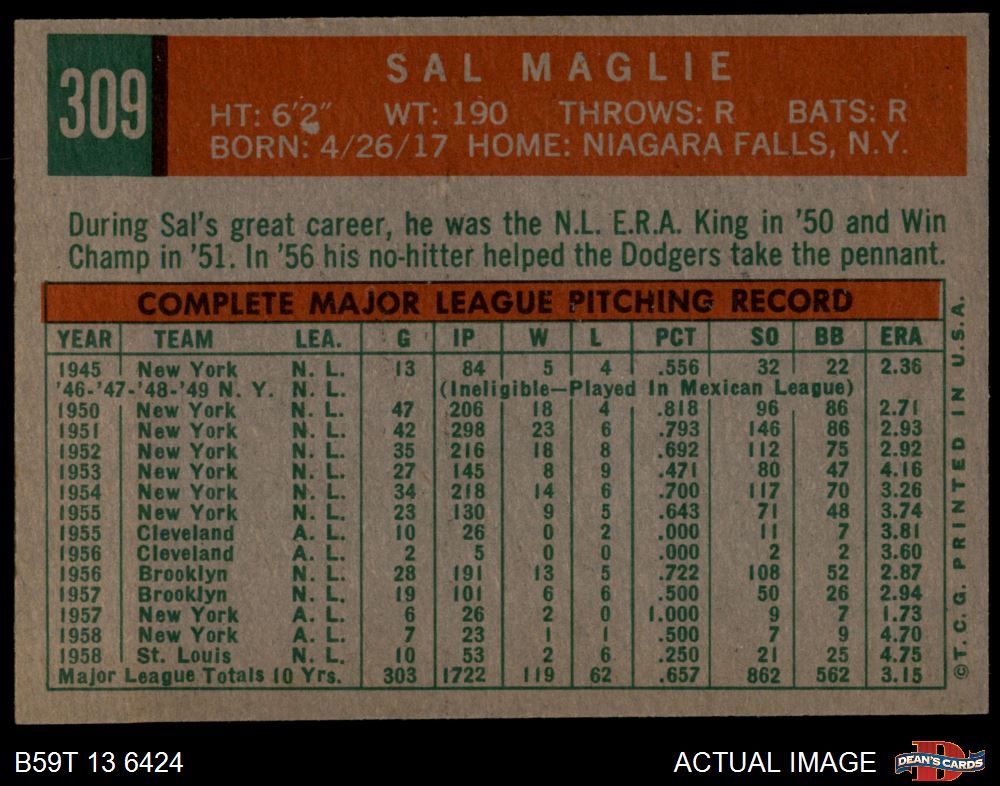 309
SAL MAGLIE
HT: 6'2" WT: 190 THROWS: R BATS: R
BORN: 4/26/17 HOME: NIAGARA FALLS, N.Y.
During Sal's great career, he was the N.L. E.R.A. King in '50 and Win
Champ in '51. In '56 his no-hitter helped the Dodgers take the pennant.
COMPLETE MAJOR LEAGUE PITCHING RECORD
YEAR TEAM LEA. G IP W L PCT SO BB ERA
1945 New York N. L. 13 84 5 4 .556 32 22 2.36
'46-'47-'48-'49 N. Y. N. L. (Ineligible—Played In Mexican League)
1950 New York N. L. 47 206 18 4 .818 96 86 2.71
1951 New York N. L. 42 298 23 6 .793 146 86 2.93
1952 New York N. L. 35 216 18 8 .692 112 75 2.92
1953 New York N. L. 27 145 8 9 .471 80 47 4.16
1954 New York N. L. 34 218 14 6 .700 117 70 3.26
1955 New York N. L. 23 130 9 5 .643 71 48 3.74
1955 Cleveland A. L. 10 26 0 2 .000 11 7 3.81
1956 Cleveland A. L. 2 5 0 0 .000 2 2 3.60
1956 Brooklyn N. L. 28 191 13 5 .722 108 52 2.87
1957 Brooklyn N. L. 19 101 6 6 .500 50 26 2.94
1957 New York A. L. 6 26 2 0 1.000 9 7 1.73
1958 New York A. L. 7 23 1 1 .500 7 9 4.70
1958 St. Louis N. L. 10 53 2 6 .250 21 25 4.75
Major League Totals 10 Yrs. 303 1722 119 62 .657 862 562 3.15
©T.C.G. PRINTED IN U.S.A.
B59T 13 6424
ACTUAL IMAGE
D
DEAN'S CARDS